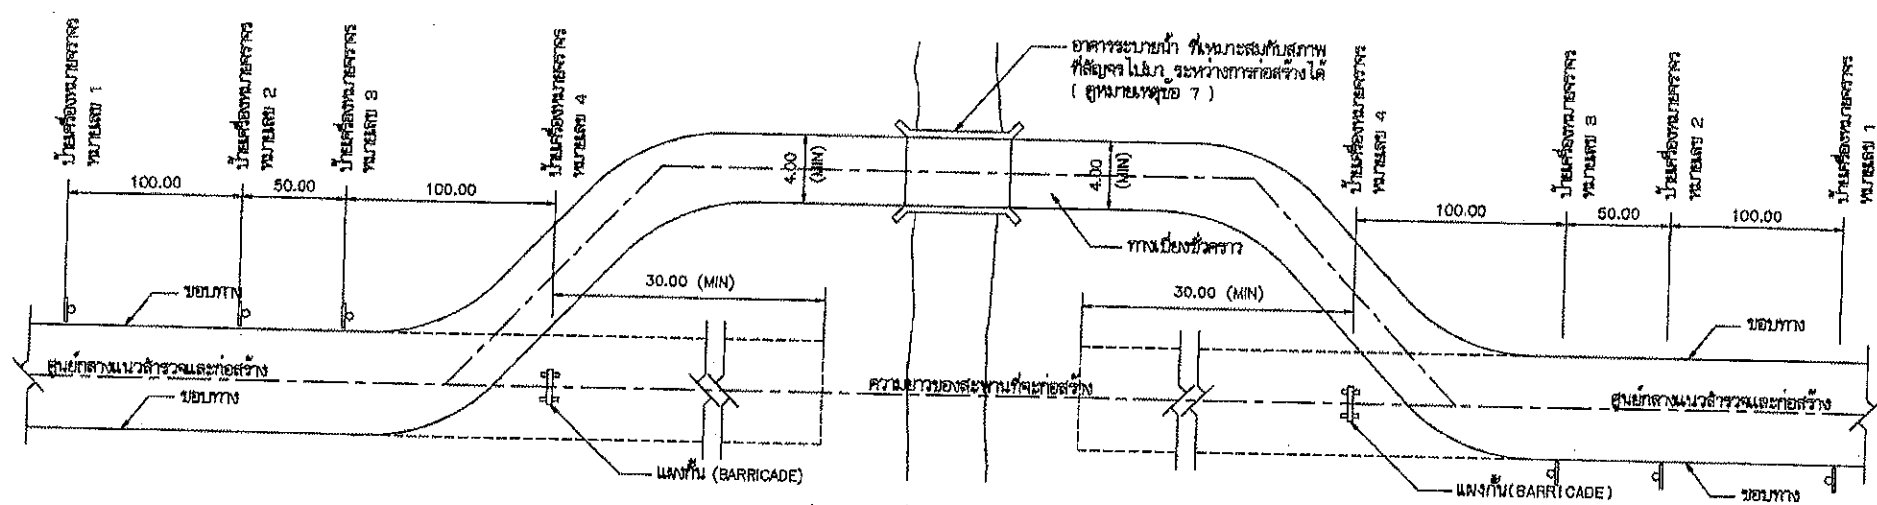 ป้ายเครื่องหมายจราจร
หมายเลข 1
ป้ายเครื่องหมายจราจร
หมายเลข 2
ป้ายเครื่องหมายจราจร
หมายเลข 3
ป้ายเครื่องหมายจราจร
หมายเลข 4
อาคารระบายน้ำ ที่เหมาะสมกับสภาพ
ที่สัญจรไปมา ระหว่างการก่อสร้างได้
( ดูหมายเหตุข้อ 7 )
ป้ายเครื่องหมายจราจร
หมายเลข 4
ป้ายเครื่องหมายจราจร
หมายเลข 3
ป้ายเครื่องหมายจราจร
หมายเลข 2
ป้ายเครื่องหมายจราจร
หมายเลข 1
100.00
50.00
100.00
4.00
(MIN)
4.00
(MIN)
100.00
50.00
100.00
ทางเบี่ยงชั่วคราว
30.00 (MIN)
30.00 (MIN)
ขอบทาง
ขอบทาง
ศูนย์กลางแนวสำรวจและก่อสร้าง
ความยาวของสะพานที่จะก่อสร้าง
ศูนย์กลางแนวสำรวจและก่อสร้าง
ขอบทาง
แผงกั้น (BARRICADE)
แผงกั้น(BARRICADE)
ขอบทาง